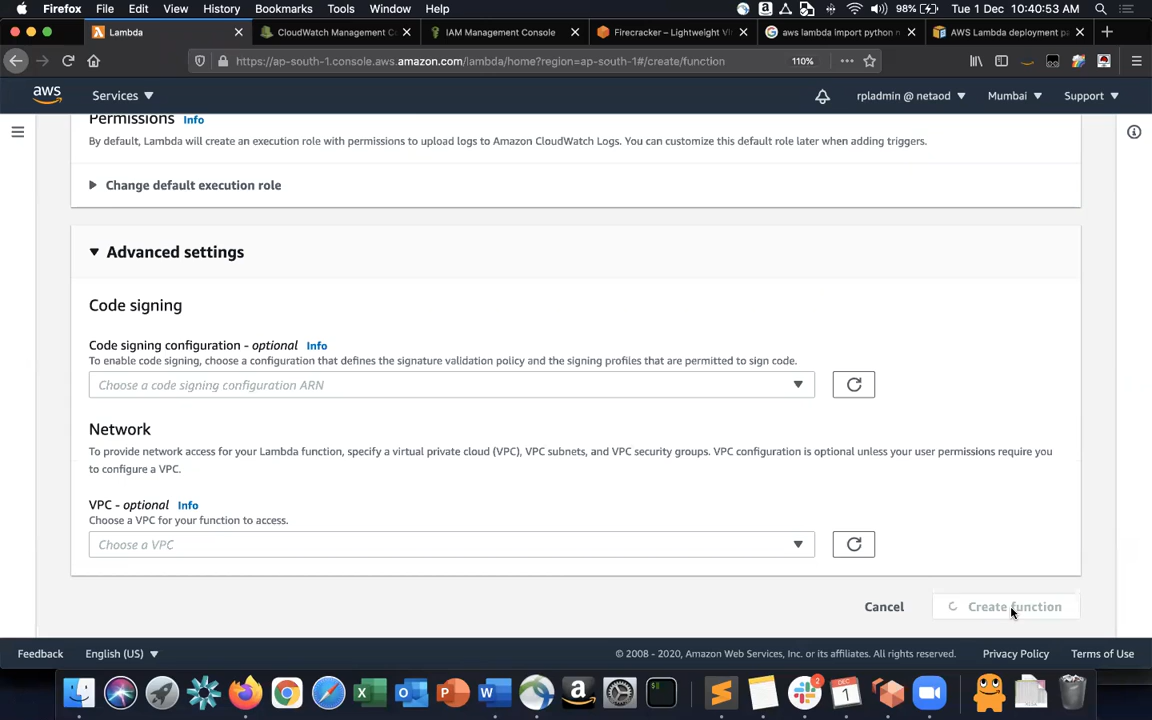 Firefox File Edit View History Bookmarks Tools Window Help 98% Tue 1 Dec 10:40:53 AM
Lambda CloudWatch Management C IAM Management Console Firecracker – Lightweight Vi aws lambda import python n AWS Lambda deployment pa
https://ap-south-1.console.aws.amazon.com/lambda/home?region=ap-south-1#/create/function 110%
aws Services rpladmin @ netaod Mumbai Support
Permissions Info
By default, Lambda will create an execution role with permissions to upload logs to Amazon CloudWatch Logs. You can customize this default role later when adding triggers.
Change default execution role
Advanced settings
Code signing
Code signing configuration - optional Info
To enable code signing, choose a configuration that defines the signature validation policy and the signing profiles that are permitted to sign code.
Choose a code signing configuration ARN
Network
To provide network access for your Lambda function, specify a virtual private cloud (VPC), VPC subnets, and VPC security groups. VPC configuration is optional unless your user permissions require you
to configure a VPC.
VPC - optional Info
Choose a VPC for your function to access.
Choose a VPC
Cancel Create function
Feedback English (US) © 2008 - 2020, Amazon Web Services, Inc. or its affiliates. All rights reserved. Privacy Policy Terms of Use
2
DEC
1